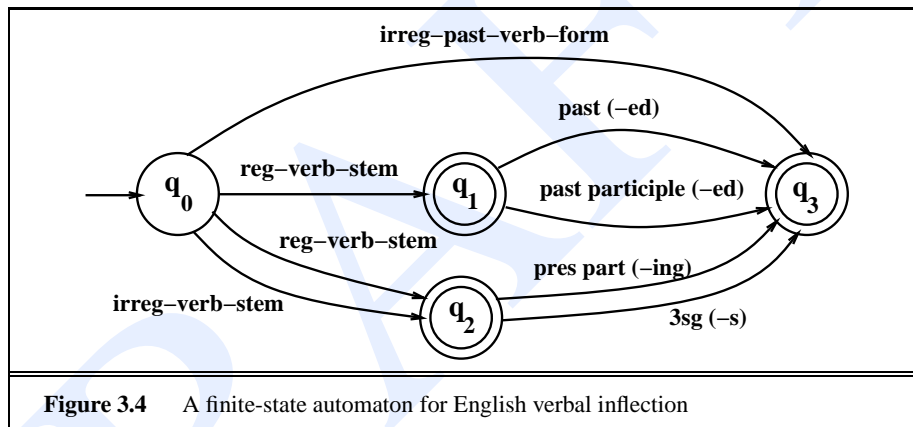 irreg–past–verb–form
past (–ed)
reg–verb–stem
q0
q1
past participle (–ed)
q3
reg–verb–stem
pres part (–ing)
irreg–verb–stem
q2
3sg (–s)
Figure 3.4 A finite-state automaton for English verbal inflection